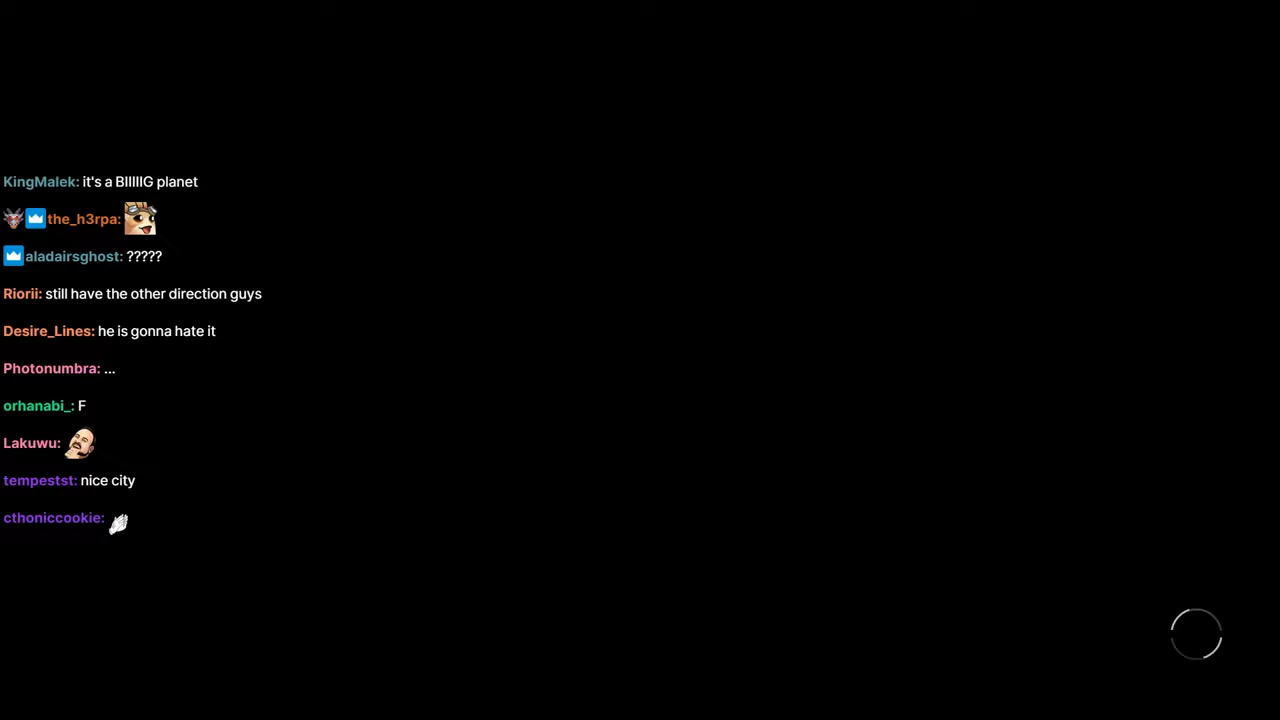 KingMalek: it's a BIIIIIG planet
the_h3rpa:
aladairsghost: ?????
Riorii: still have the other direction guys
Desire_Lines: he is gonna hate it
Photonumbra: ...
orhanabi_: F
Lakuwu:
tempestst: nice city
cthoniccookie: